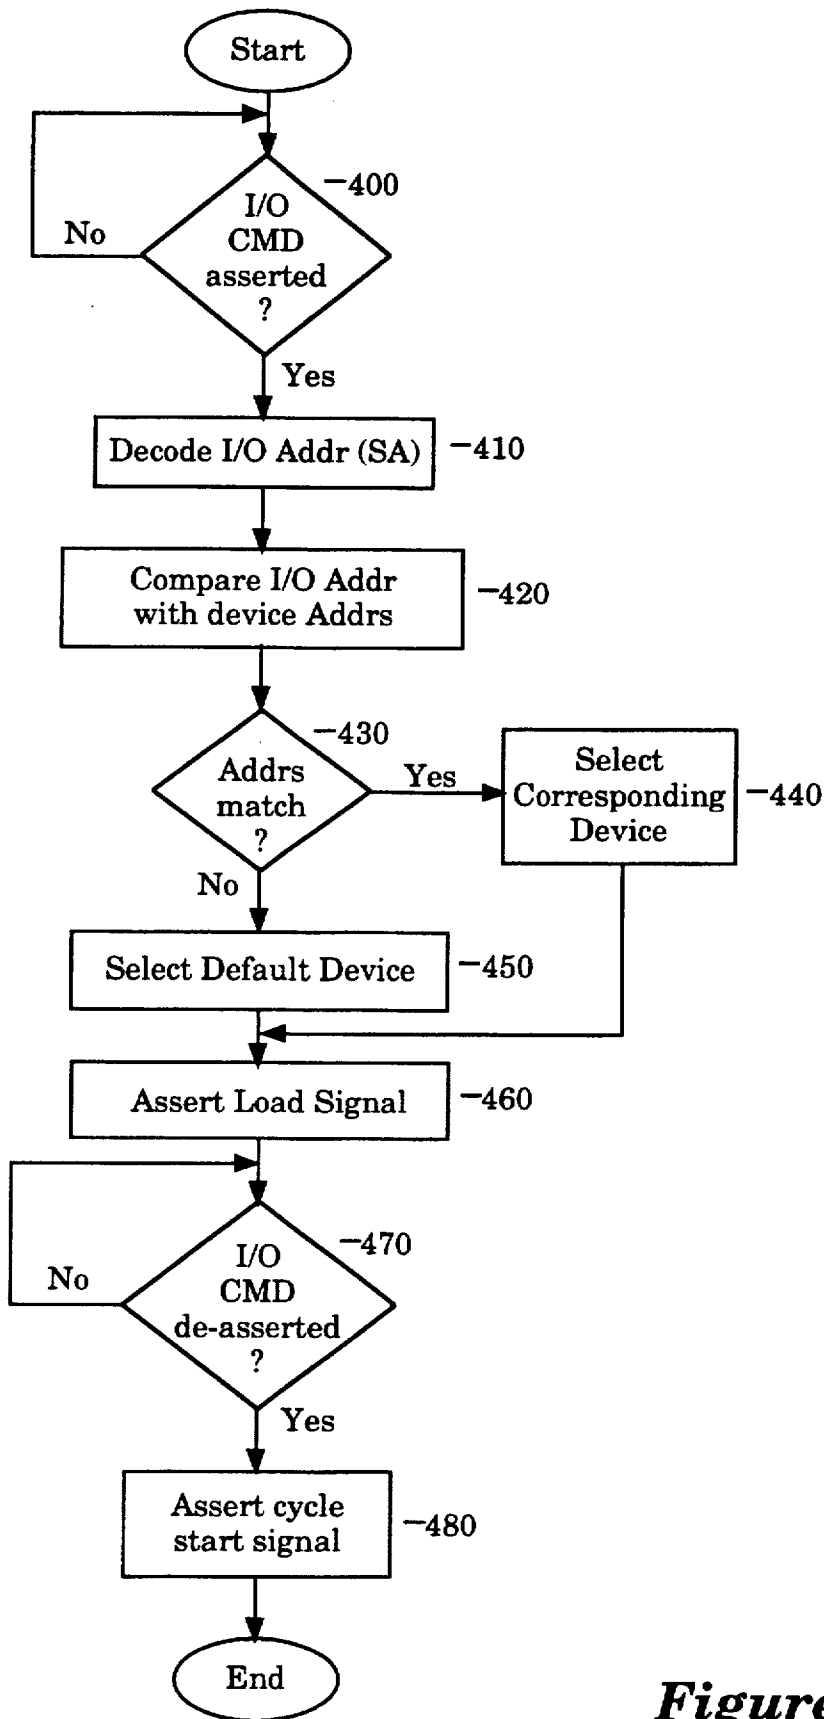 Start
-400
I/O
CMD
asserted
?
No
Yes
Decode I/O Addr (SA)
-410
Compare I/O Addr
with device Addrs
-420
-430
Addrs
match
?
Yes
Select
Corresponding
Device
-440
No
Select Default Device
-450
Assert Load Signal
-460
-470
I/O
CMD
de-asserted
?
No
Yes
Assert cycle
start signal
-480
End
Figure